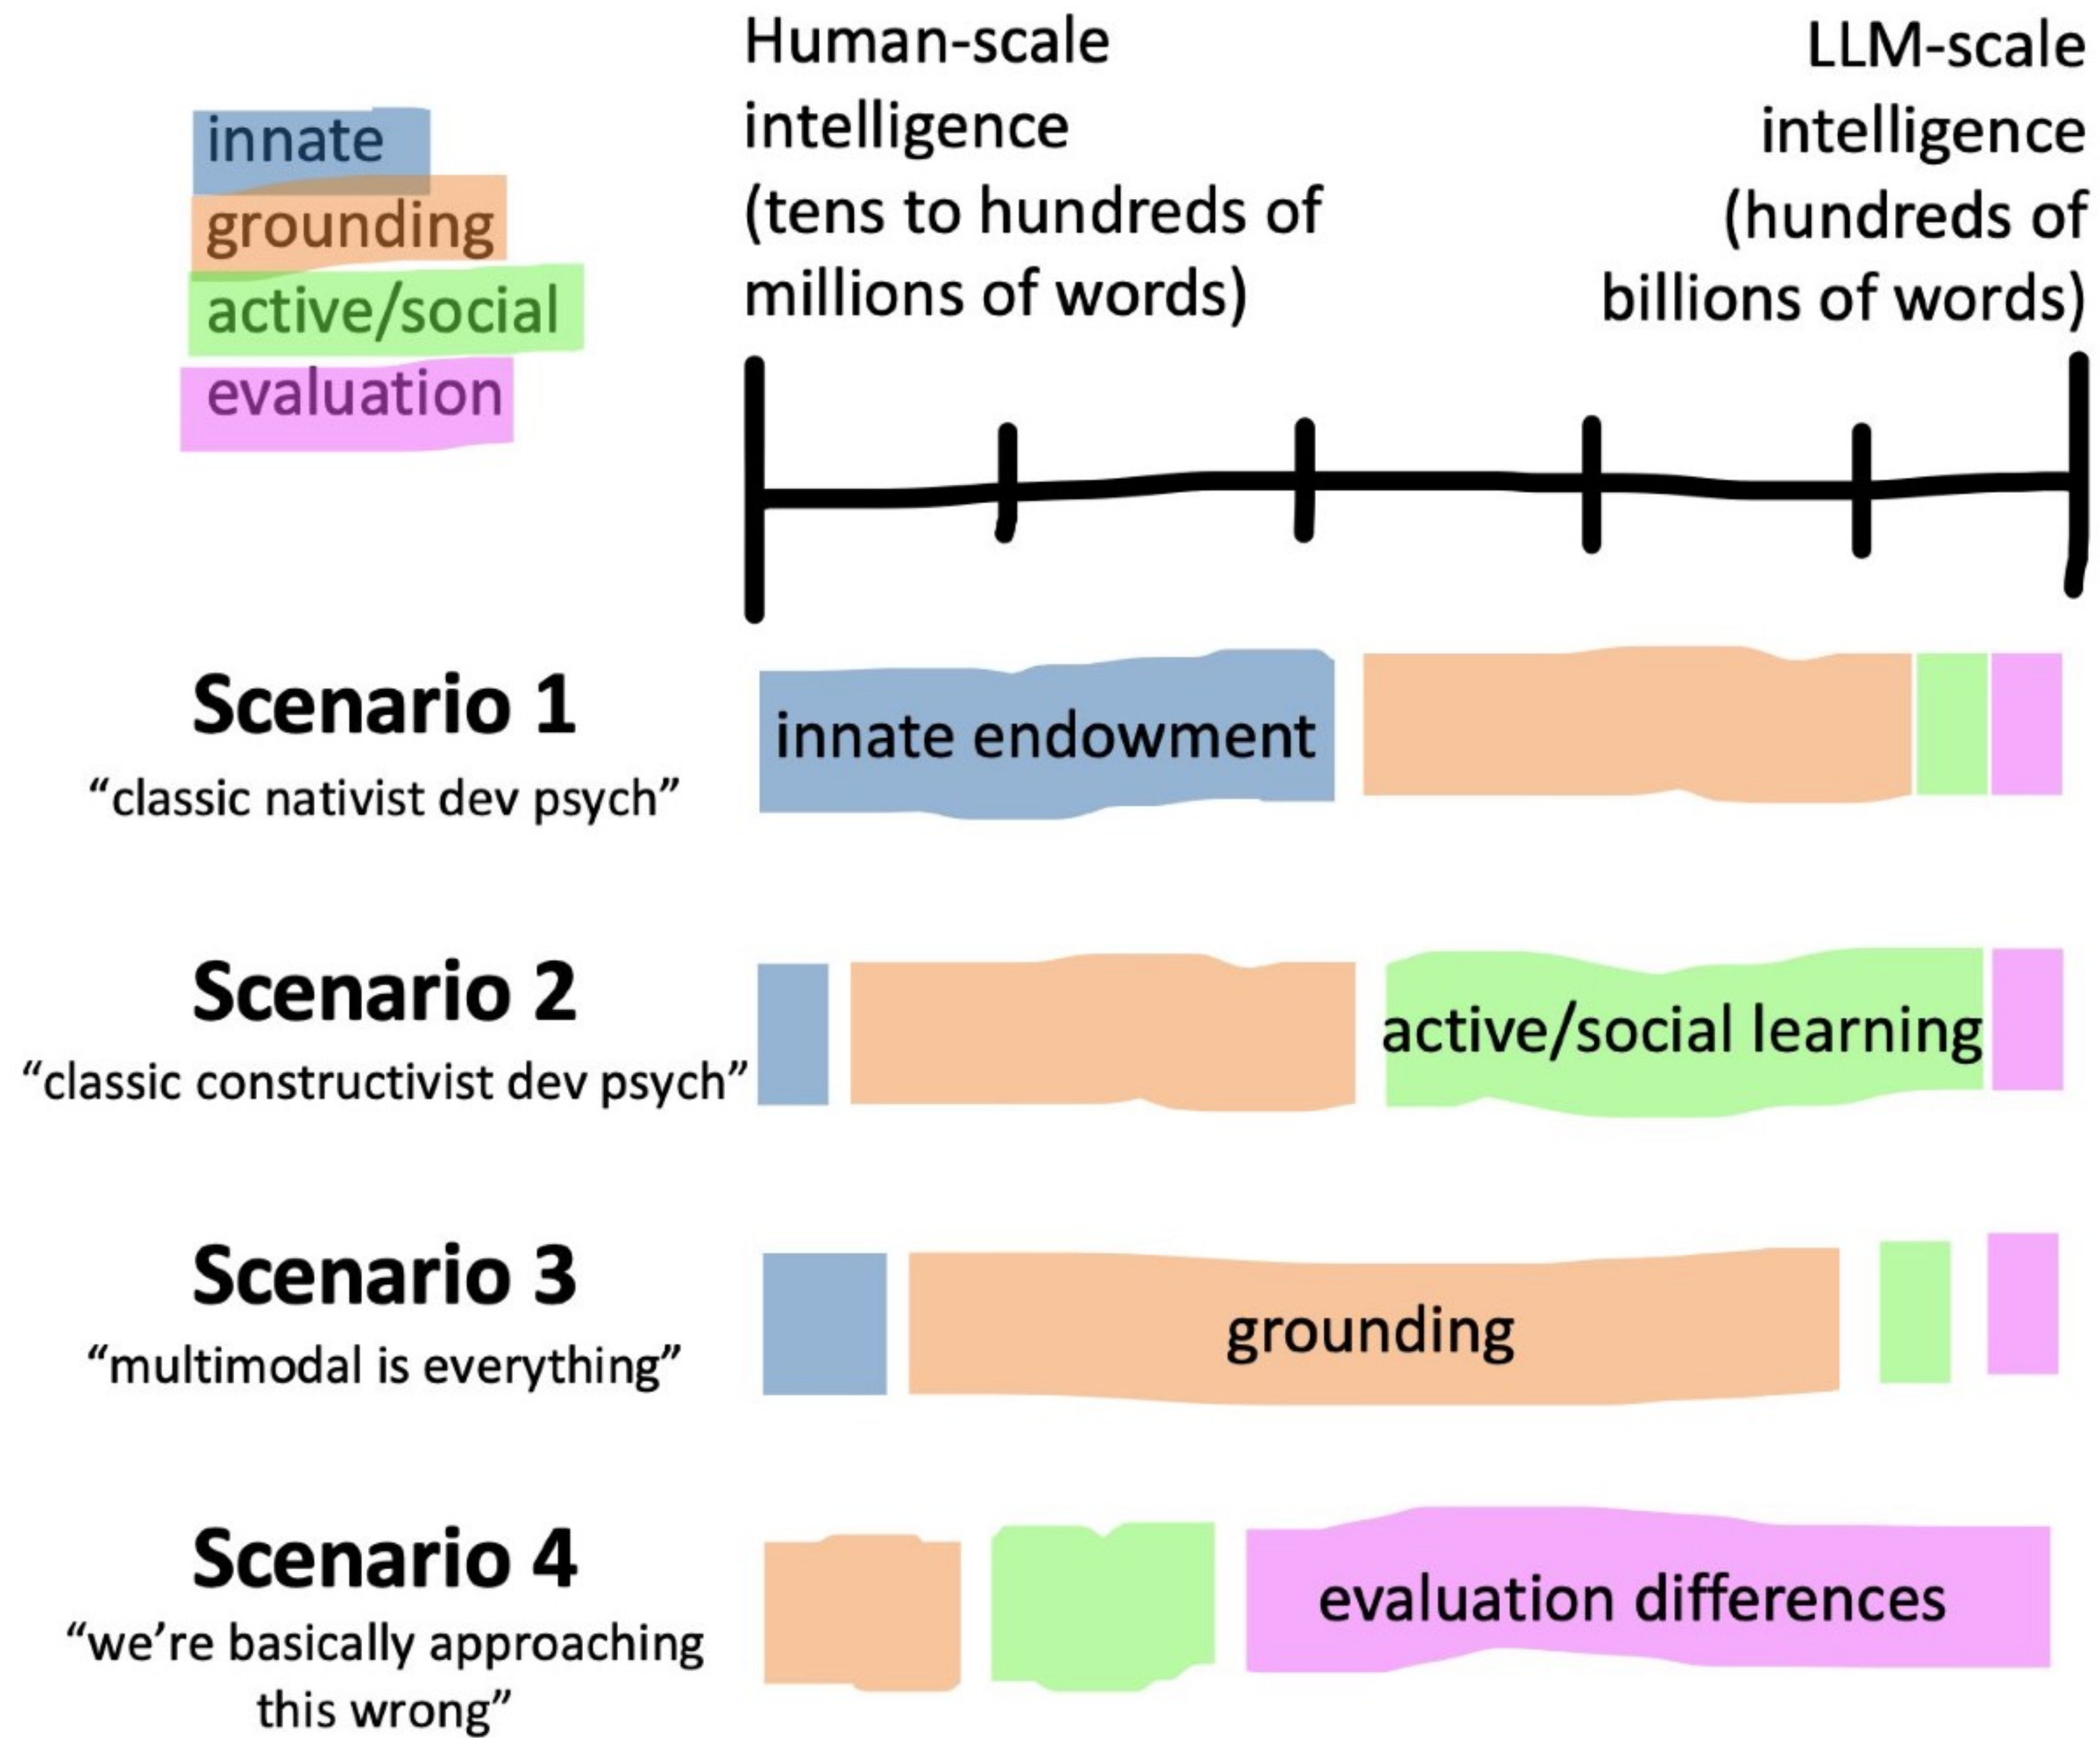 innate
grounding
active/social
evaluation
Human-scale
intelligence
(tens to hundreds of
millions of words)
LLM-scale
intelligence
(hundreds of
billions of words)
Scenario 1
“classic nativist dev psych”
innate endowment
Scenario 2
“classic constructivist dev psych”
active/social learning
Scenario 3
“multimodal is everything”
grounding
Scenario 4
“we’re basically approaching
this wrong”
evaluation differences